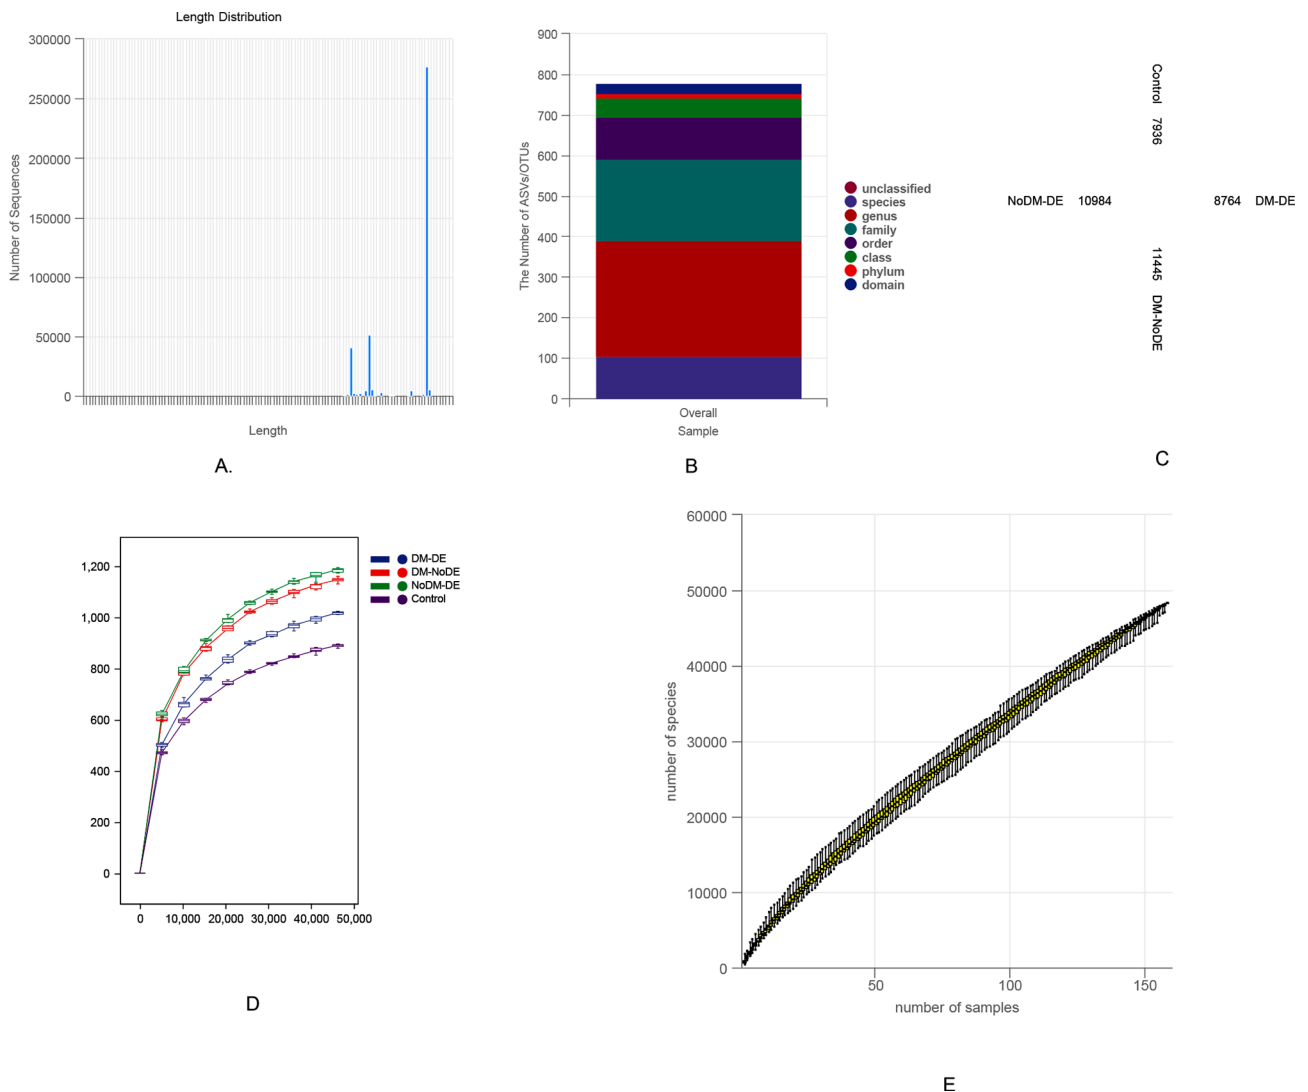 Length Distribution
300000
250000
200000
150000
100000
50000
0
Number of Sequences
Length
A.
900
800
700
600
500
400
300
200
100
0
The Number of ASVs/OTUs
Overall
Sample
unclassified
species
genus
family
order
class
phylum
domain
B
Control 7936
NoDM-DE 10984
8764 DM-DE
11445 DM-NoDE
C
1,200
1,000
800
600
400
200
0
0 10,000 20,000 30,000 40,000 50,000
DM-DE
DM-NoDE
NoDM-DE
Control
D
60000
50000
40000
30000
20000
10000
0
number of species
50 100 150
number of samples
E